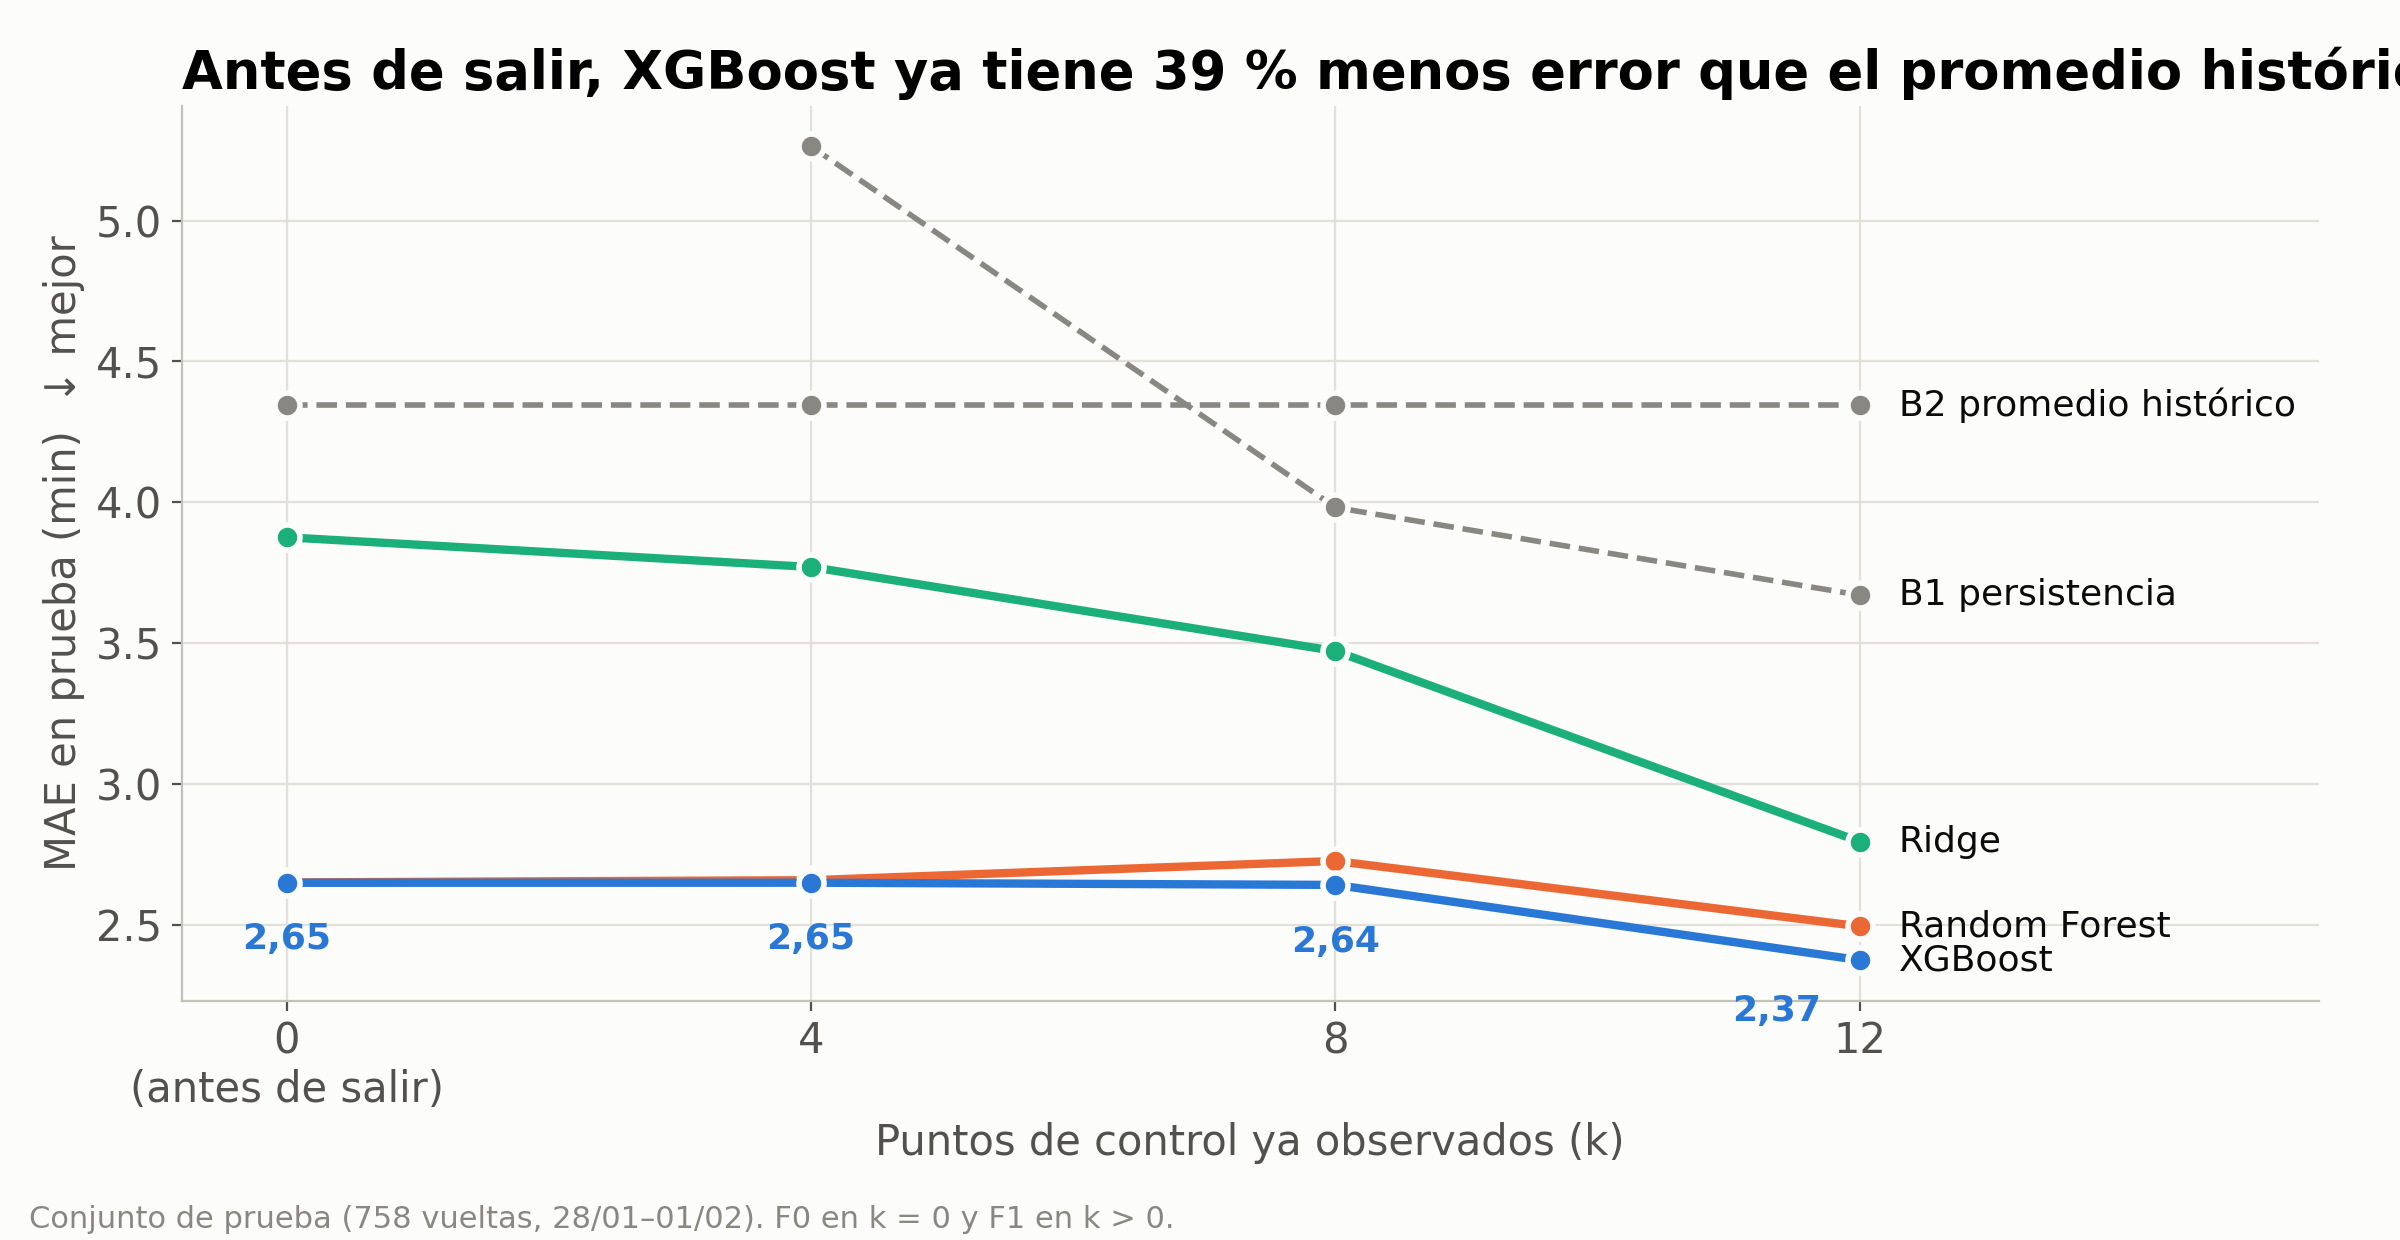 Antes de salir, XGBoost ya tiene 39 % menos error que el promedio
MAE en prueba (min) ↓ mejor
5.0
4.5
4.0
3.5
3.0
2.5
B2 promedio histórico
B1 persistencia
Ridge
Random Forest
XGBoost
2,65
2,65
2,64
2,37
0
4
8
12
(antes de salir)
Puntos de control ya observados (k)
Conjunto de prueba (758 vueltas, 28/01–01/02). F0 en k = 0 y F1 en k > 0.